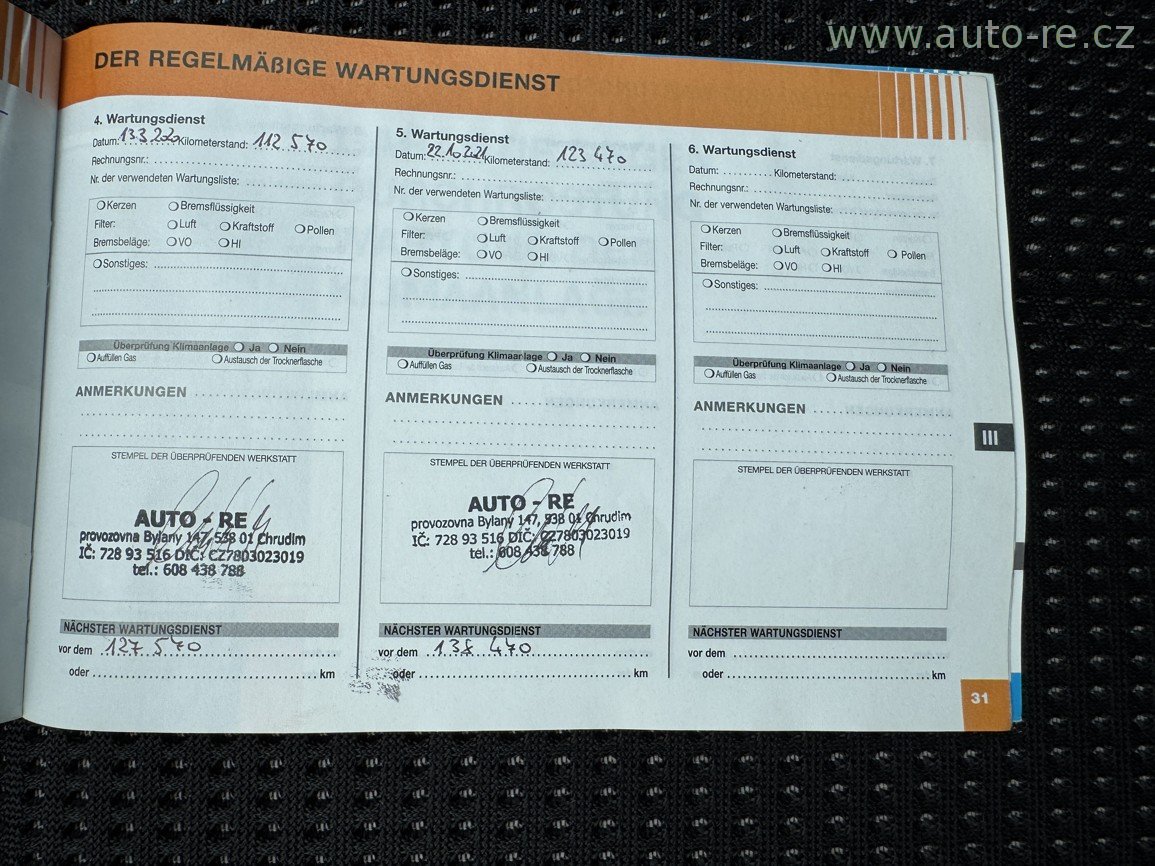 www.auto-re.cz
DER REGELMÄßIGE WARTUNGSDIENST
4. Wartungsdienst
Datum: 13.3.2020 Kilometerstand: 112 570
Rechnungsnr.:
Nr. der verwendeten Wartungsliste:
Kerzen Bremsflüssigkeit
Filter: Luft Kraftstoff Pollen
Bremsbeläge: VO HI
Sonstiges:
Überprüfung Klimaanlage Ja Nein
Auffüllen Gas Austausch der Trocknerflasche
ANMERKUNGEN
STEMPEL DER ÜBERPRÜFENDEN WERKSTATT
AUTO - RE
provozovna Bylany 147, 538 01 Chrudim
IČ: 728 93 516 DIČ: CZ7803023019
tel.: 608 438 788
NÄCHSTER WARTUNGSDIENST
vor dem 127 570
oder km
5. Wartungsdienst
Datum: 22.10.2021 Kilometerstand: 123 470
Rechnungsnr.:
Nr. der verwendeten Wartungsliste:
Kerzen Bremsflüssigkeit
Filter: Luft Kraftstoff Pollen
Bremsbeläge: VO HI
Sonstiges:
Überprüfung Klimaanlage Ja Nein
Auffüllen Gas Austausch der Trocknerflasche
ANMERKUNGEN
STEMPEL DER ÜBERPRÜFENDEN WERKSTATT
AUTO - RE
provozovna Bylany 147, 538 01 Chrudim
IČ: 728 93 516 DIČ: CZ7803023019
tel.: 608 438 788
NÄCHSTER WARTUNGSDIENST
vor dem 138 470
oder km
6. Wartungsdienst
Datum: Kilometerstand:
Rechnungsnr.:
Nr. der verwendeten Wartungsliste:
Kerzen Bremsflüssigkeit
Filter: Luft Kraftstoff Pollen
Bremsbeläge: VO HI
Sonstiges:
Überprüfung Klimaanlage Ja Nein
Auffüllen Gas Austausch der Trocknerflasche
ANMERKUNGEN
STEMPEL DER ÜBERPRÜFENDEN WERKSTATT
NÄCHSTER WARTUNGSDIENST
vor dem
oder km
III
31